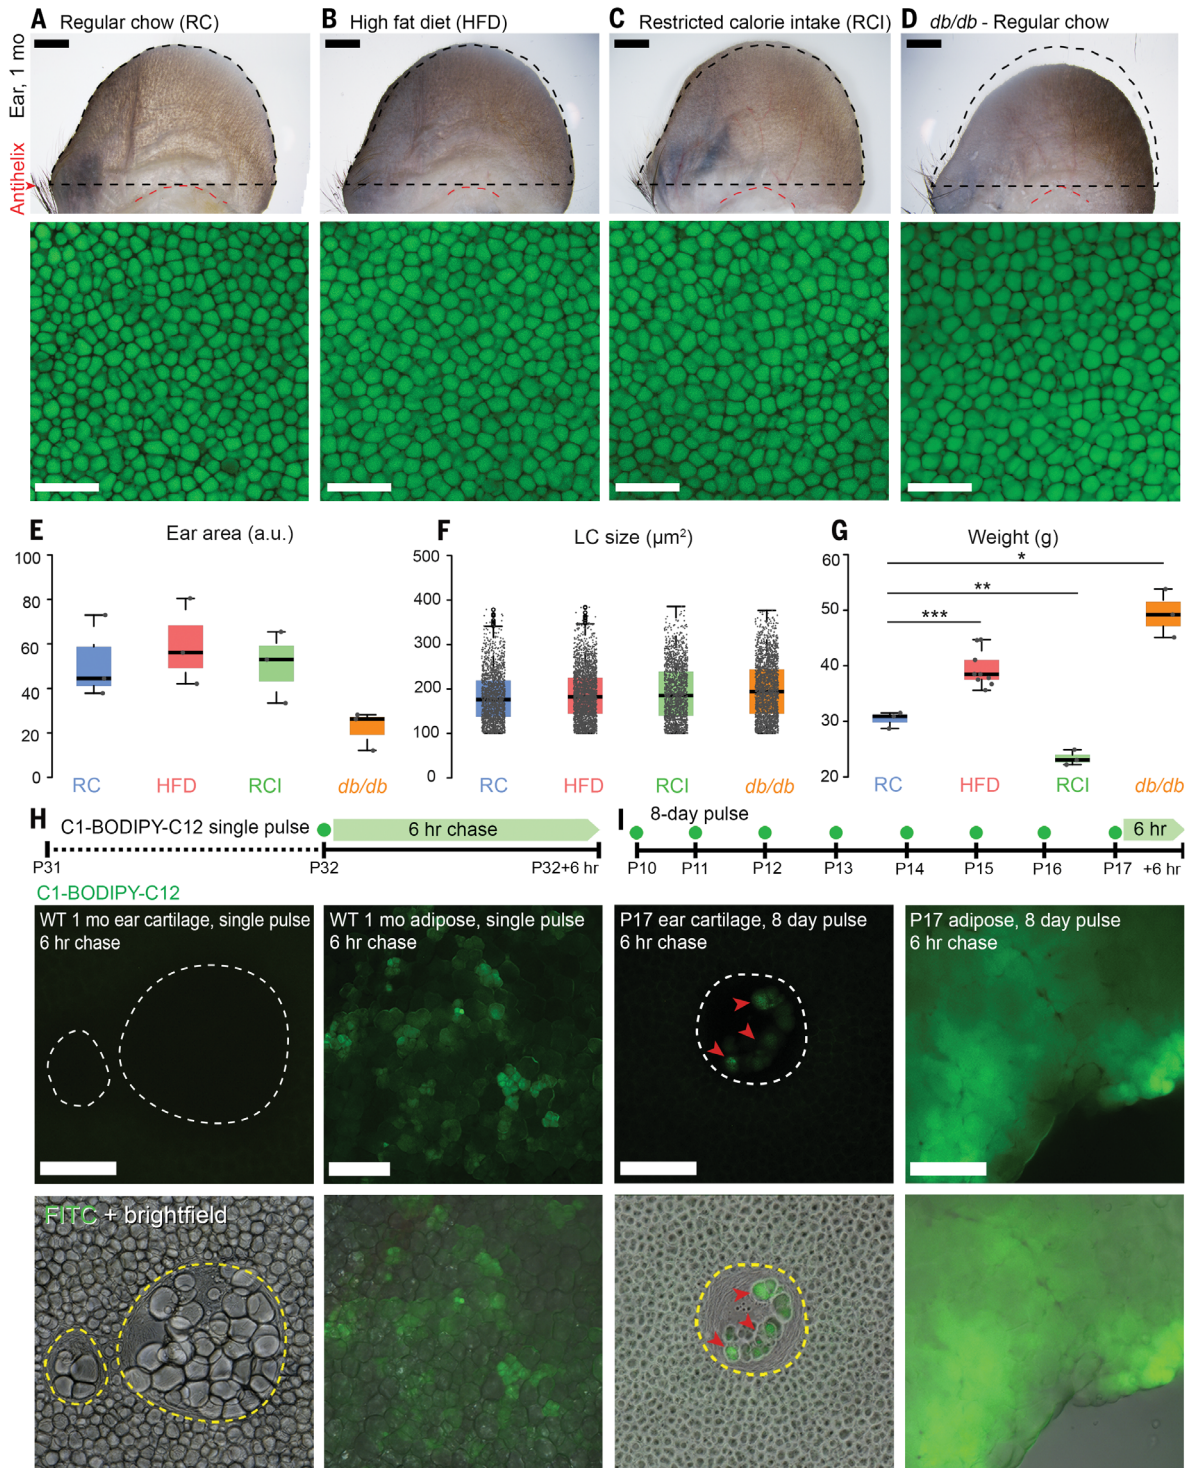 A Regular chow (RC)
B High fat diet (HFD)
C Restricted calorie intake (RCI)
D db/db - Regular chow
Ear, 1 mo
Antihelix
E Ear area (a.u.)
100
80
60
40
20
0
RC HFD RCI db/db
F LC size (µm²)
500
400
300
200
100
0
RC HFD RCI db/db
G Weight (g)
60
50
40
30
20
*
**
***
RC HFD RCI db/db
H C1-BODIPY-C12 single pulse
6 hr chase
P31 P32 P32+6 hr
I 8-day pulse
6 hr
P10 P11 P12 P13 P14 P15 P16 P17 +6 hr
C1-BODIPY-C12
WT 1 mo ear cartilage, single pulse
6 hr chase
WT 1 mo adipose, single pulse
6 hr chase
P17 ear cartilage, 8 day pulse
6 hr chase
P17 adipose, 8 day pulse
6 hr chase
FITC + brightfield